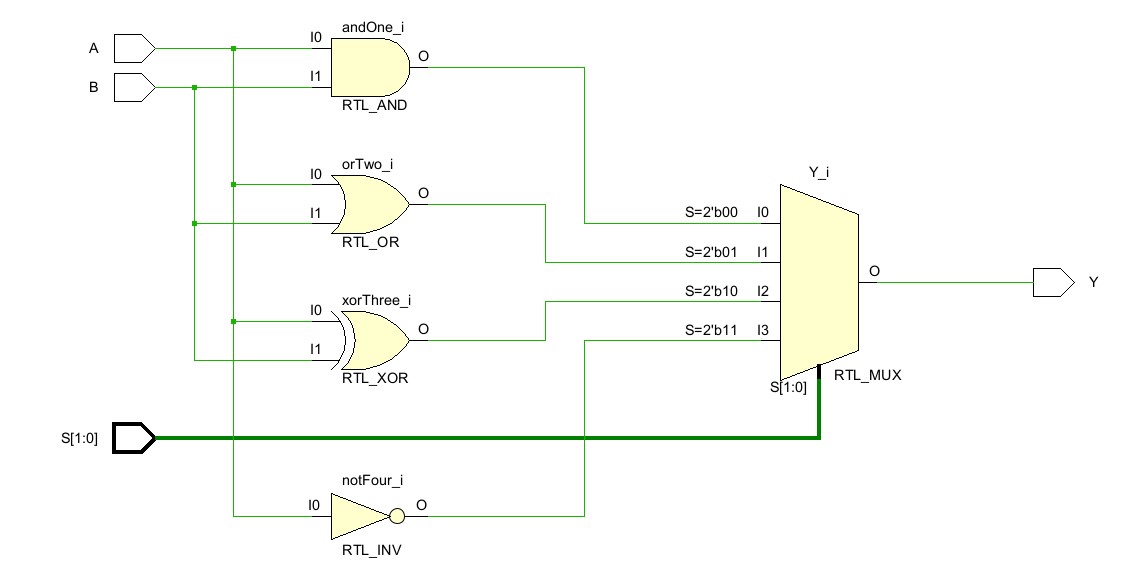 andOne_i
A
I0
O
B
I1
RTL_AND
orTwo_i
I0
O
I1
RTL_OR
Y_i
S=2'b00 I0
S=2'b01 I1
S=2'b10 I2
S=2'b11 I3
O
Y
S[1:0]
RTL_MUX
xorThree_i
I0
O
I1
RTL_XOR
S[1:0]
notFour_i
I0
O
RTL_INV